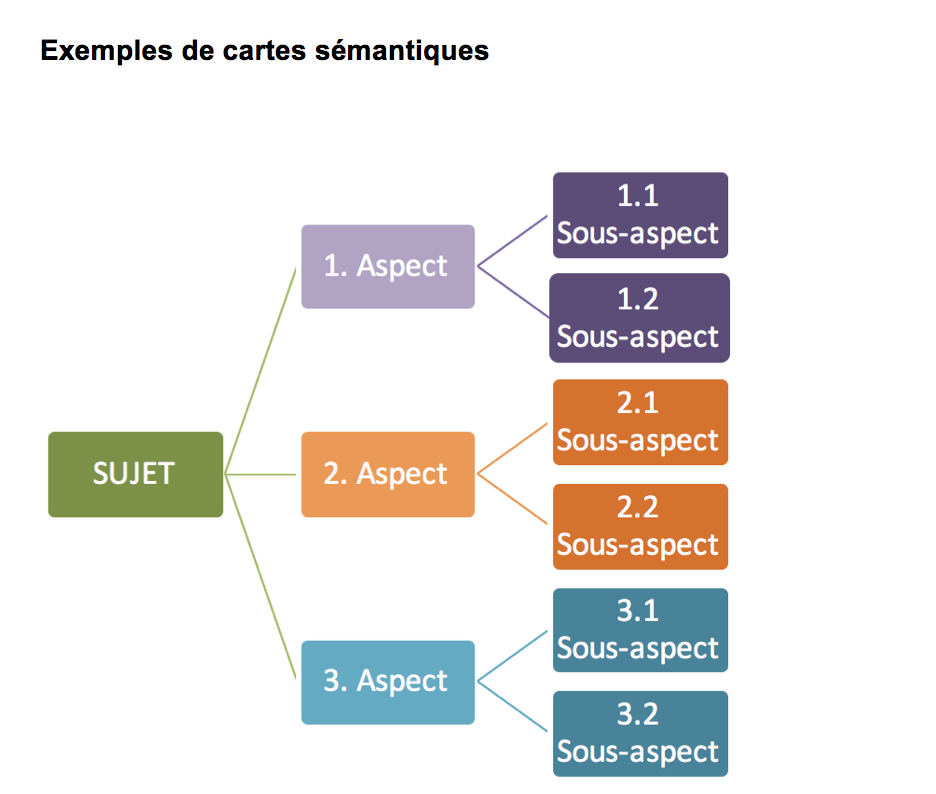 Exemples de cartes sémantiques
SUJET
1. Aspect
1.1
Sous-aspect
1.2
Sous-aspect
2. Aspect
2.1
Sous-aspect
2.2
Sous-aspect
3. Aspect
3.1
Sous-aspect
3.2
Sous-aspect